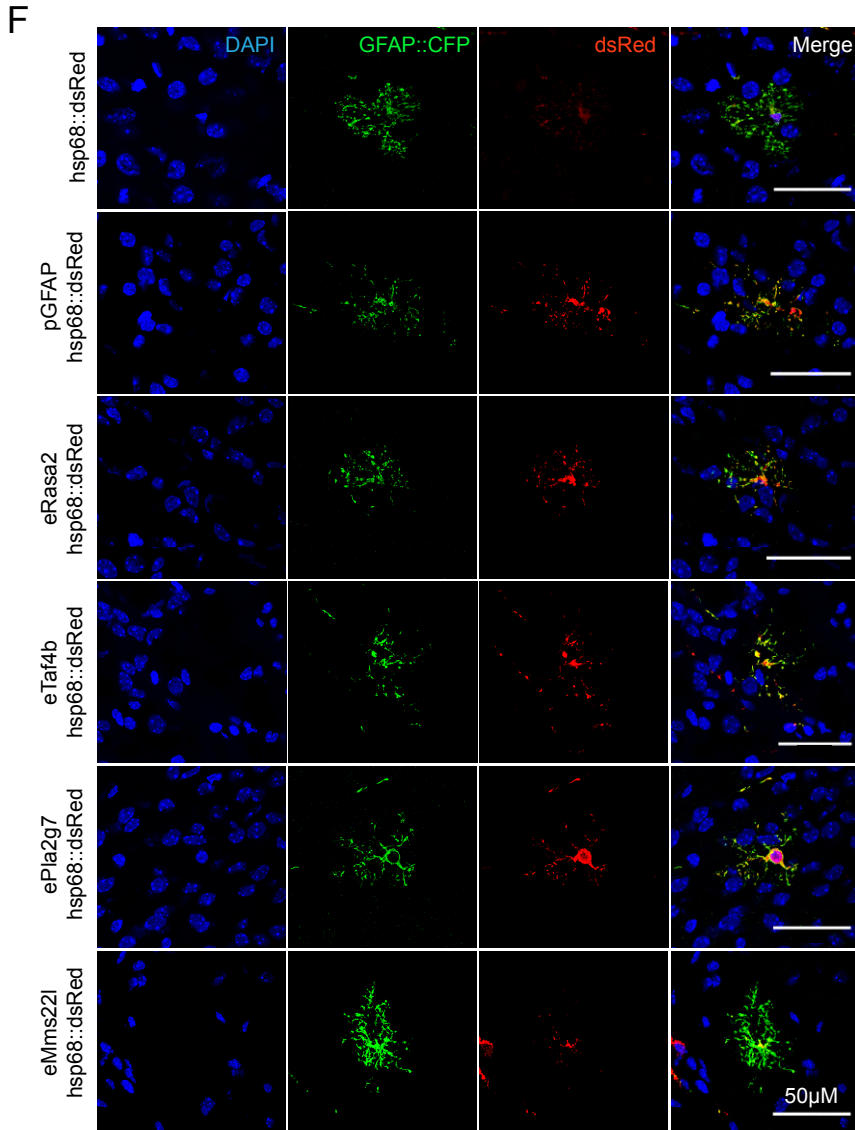 F
DAPI
GFAP::CFP
dsRed
Merge
hsp68::dsRed
pGFAP
hsp68::dsRed
eRasa2
hsp68::dsRed
eTaf4b
hsp68::dsRed
ePla2g7
hsp68::dsRed
eMms22l
hsp68::dsRed
50µM